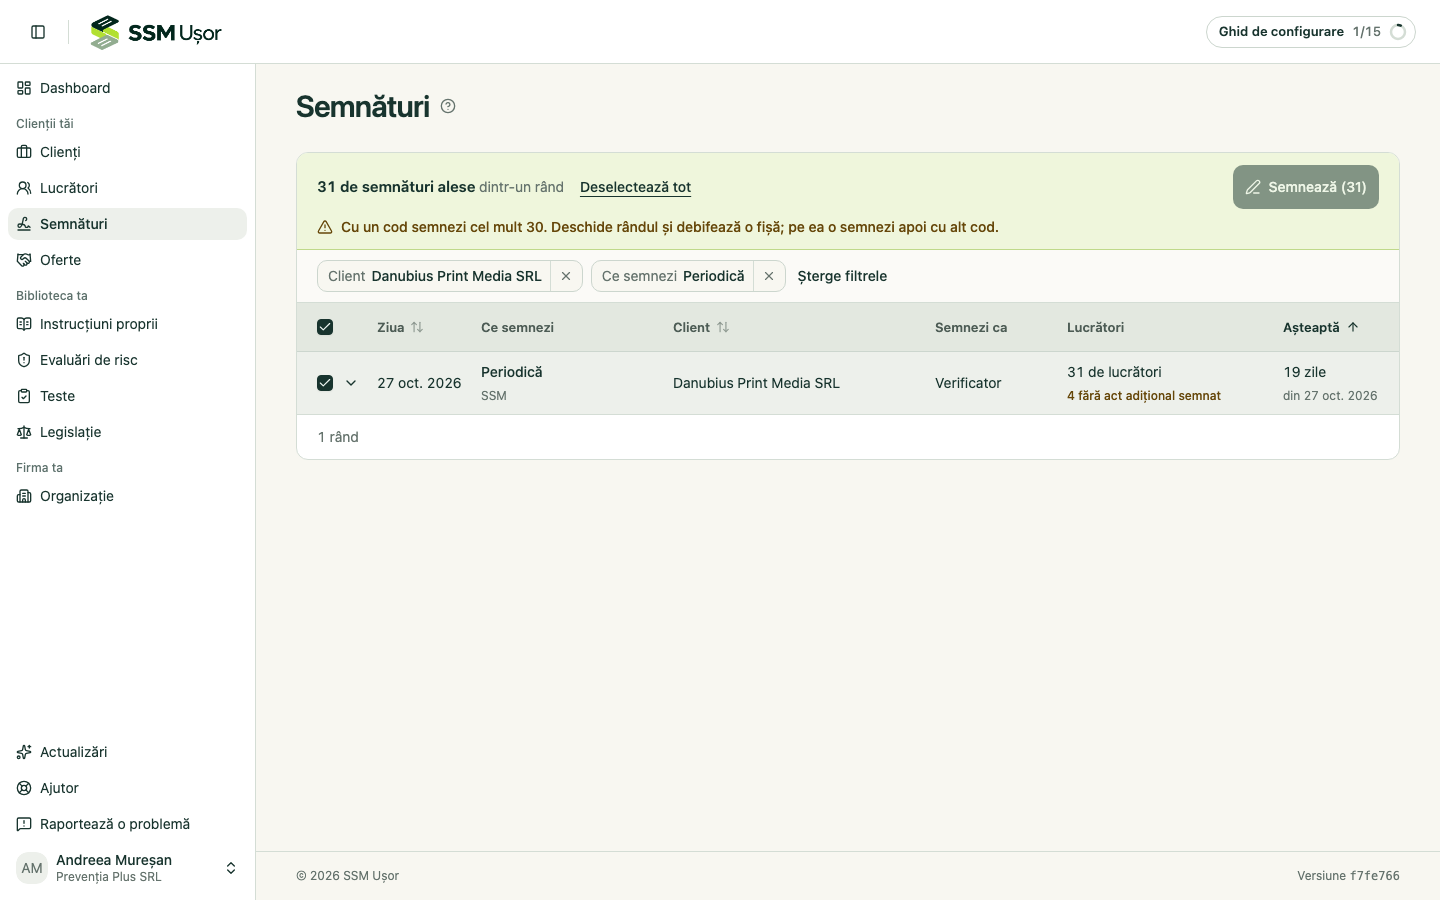 SSM Ușor
Ghid de configurare 1/15
Dashboard
Clienții tăi
Clienți
Lucrători
Semnături
Oferte
Biblioteca ta
Instrucțiuni proprii
Evaluări de risc
Teste
Legislație
Firma ta
Organizație
Actualizări
Ajutor
Raportează o problemă
AM
Andreea Mureșan
Prevenția Plus SRL
Semnături
31 de semnături alese dintr-un rând Deselectează tot
Semnează (31)
Cu un cod semnezi cel mult 30. Deschide rândul și debifează o fișă; pe ea o semnezi apoi cu alt cod.
Client Danubius Print Media SRL
Ce semnezi Periodică
Șterge filtrele
Ziua Ce semnezi Client Semnezi ca Lucrători Așteaptă
27 oct. 2026 Periodică Danubius Print Media SRL Verificator 31 de lucrători 19 zile
SSM 4 fără act adițional semnat din 27 oct. 2026
1 rând
© 2026 SSM Ușor
Versiune f7fe766